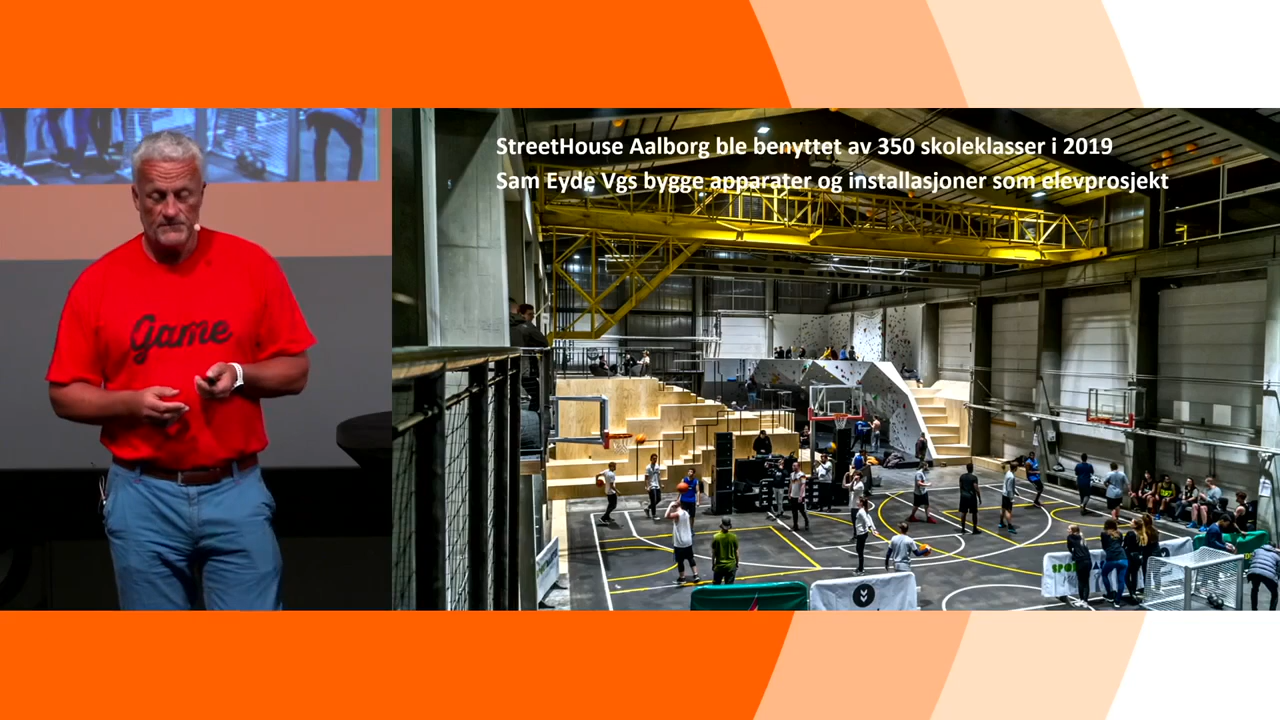 StreetHouse Aalborg ble benyttet av 350 skoleklasser i 2019
Sam Eyde Vgs bygge apparater og installasjoner som elevprosjekt
Game